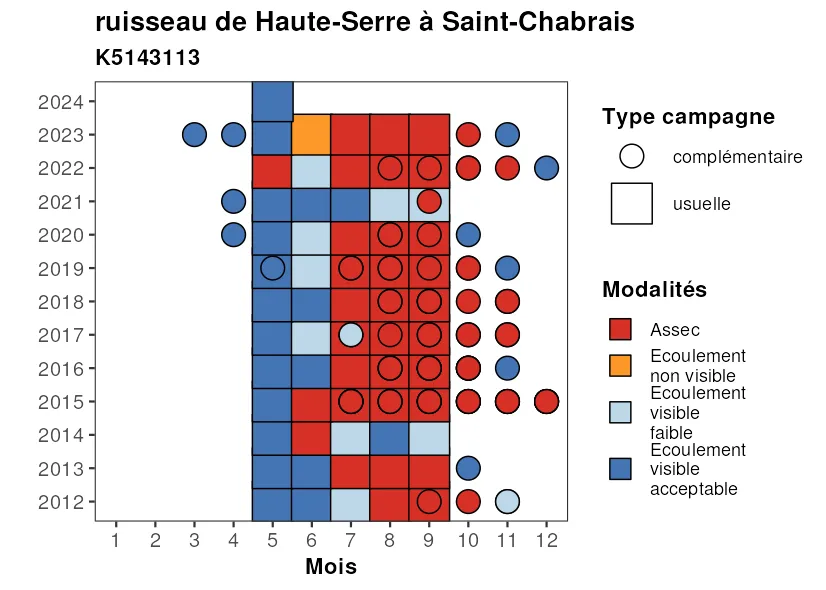 ruisseau de Haute-Serre à Saint-Chabrais
K5143113
2024
2023
2022
2021
2020
2019
2018
2017
2016
2015
2014
2013
2012
1 2 3 4 5 6 7 8 9 10 11 12
Mois
Type campagne
complémentaire
usuelle
Modalités
Assec
Ecoulement
non visible
Ecoulement
visible
faible
Ecoulement
visible
acceptable